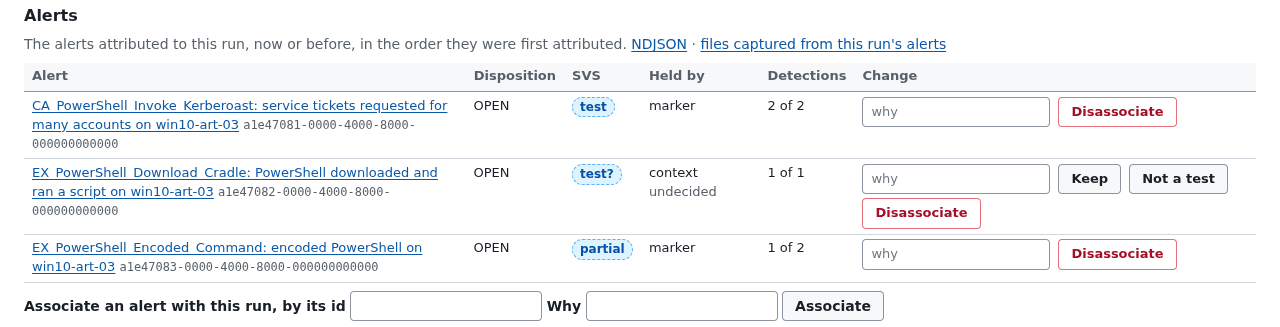 Alerts
The alerts attributed to this run, now or before, in the order they were first attributed. NDJSON · files captured from this run's alerts
Alert Disposition SVS Held by Detections Change
CA_PowerShell_Invoke_Kerberoast: service tickets requested for many accounts on win10-art-03 a1e47081-0000-4000-8000-000000000000 OPEN test marker 2 of 2 why Disassociate
EX_PowerShell_Download_Cradle: PowerShell downloaded and ran a script on win10-art-03 a1e47082-0000-4000-8000-000000000000 OPEN test? context undecided 1 of 1 why Keep Not a test Disassociate
EX_PowerShell_Encoded_Command: encoded PowerShell on win10-art-03 a1e47083-0000-4000-8000-000000000000 OPEN partial marker 1 of 2 why Disassociate
Associate an alert with this run, by its id Why Associate